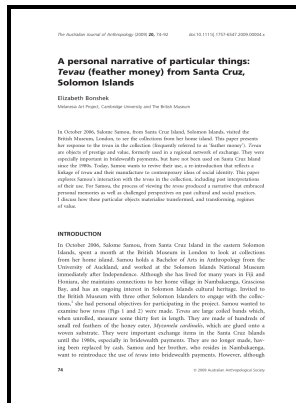 The Australian Journal of Anthropology (2009) 20, 74–92
doi:10.1111/j.1757-6547.2009.00004.x
A personal narrative of particular things:
Tevau (feather money) from Santa Cruz,
Solomon Islands
Elizabeth Bonshek
Melanesia Art Project, Cambridge University and The British Museum
In October 2006, Salome Samou, from Santa Cruz Island, Solomon Islands, visited the
British Museum, London, to see the collections from her home island. This paper presents
her response to the tevau in the collection (frequently referred to as 'feather money'). Tevau
are objects of prestige and value, formerly used in a regional network of exchange. They are
especially important in bridewealth payments, but have not been used on Santa Cruz Island
since the 1980s. Today, Samou wants to revive their use, a re-introduction that reflects a
linkage of tevau and their manufacture to contemporary ideas of social identity. This paper
explores Samou's interaction with the tevau in the collection, including past interpretations
of their use. For Samou, the process of viewing the tevau produced a narrative that embraced
personal memories as well as challenged perspectives on past cultural and social practices.
I discuss how these particular objects materialise transformed, and transforming, regimes
of value.
INTRODUCTION
In October 2006, Salome Samou, from Santa Cruz Island in the eastern Solomon
Islands, spent a month at the British Museum in London to look at collections
from her home island. Samou has a Bachelor of Arts in Anthropology from the
University of Auckland, and worked at the Solomon Islands National Museum
immediately after Independence. Although she has lived for many years in Fiji and
Honiara, she maintains connections to her home village in Nambakaenga, Graciosa
Bay, and has an ongoing interest in Solomon Islands cultural heritage. Invited to
the British Museum with three other Solomon Islanders to engage with the collec-
tions,¹ she had personal objectives for participating in the project. Samou wanted to
examine how tevau (Figs 1 and 2) were made. Tevau are large coiled bands which,
when unrolled, measure some thirty feet in length. They are made of hundreds of
small red feathers of the honey eater, Myzomela cardinalis, which are glued onto a
woven substrate. They were important exchange items in the Santa Cruz Islands
until the 1980s, especially in bridewealth payments. They are no longer made, hav-
ing been replaced by cash. Samou and her brother, who resides in Nambakaenga,
want to reintroduce the use of tevau into bridewealth payments. However, although
74
© 2009 Australian Anthropological Society